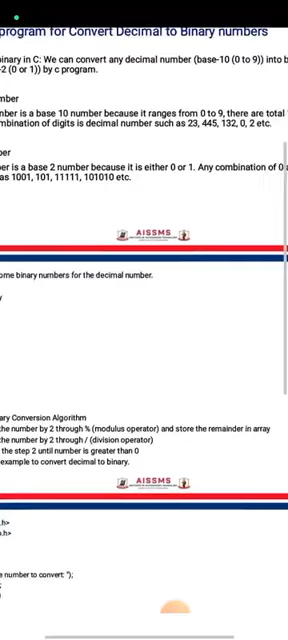 program for Convert Decimal to Binary numbers
binary in C: We can convert any decimal number (base-10 (0 to 9)) into b
-2 (0 or 1)) by c program.
mber
mber is a base 10 number because it ranges from 0 to 9, there are total
mbination of digits is decimal number such as 23, 445, 132, 0, 2 etc.
ber
er is a base 2 number because it is either 0 or 1. Any combination of 0
as 1001, 101, 11111, 101010 etc.
AISSMS
ome binary numbers for the decimal number.
y
ary Conversion Algorithm
the number by 2 through % (modulus operator) and store the remainder in array
the number by 2 through / (division operator)
the step 2 until number is greater than 0
example to convert decimal to binary.
AISSMS
.h>
o.h>
e number to convert: ");
;
)